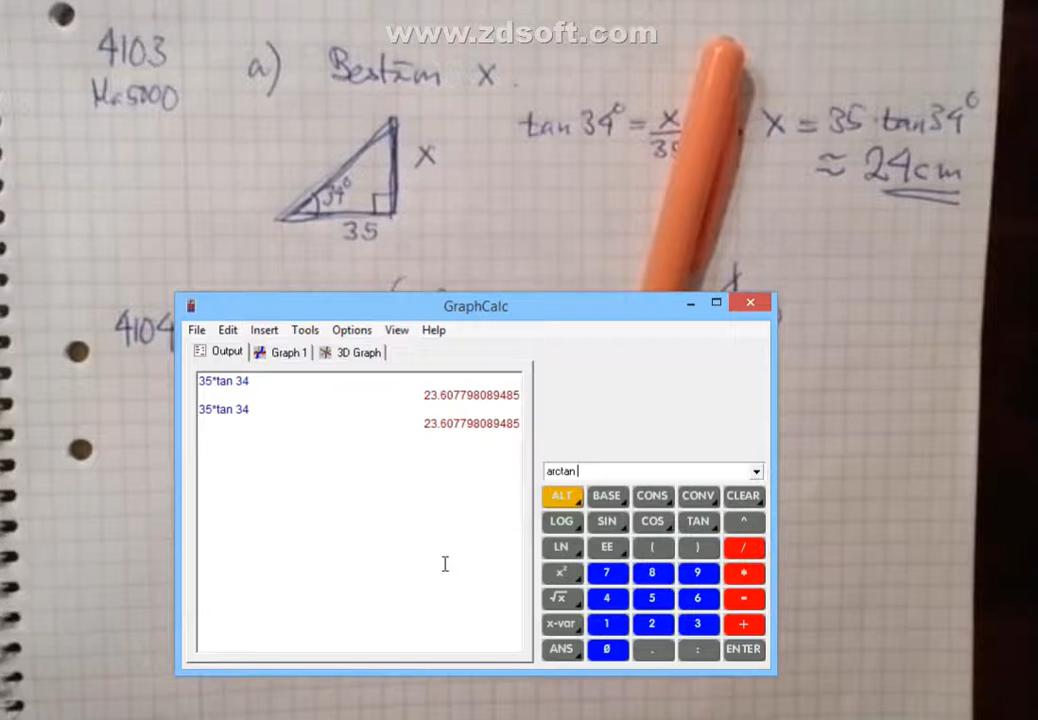 www.zdsoft.com
4103
Ma5000
a) Bestäm x.
tan 34° = x/35
x = 35 · tan 34°
≈ 24 cm
34°
x
35
4104
GraphCalc
File Edit Insert Tools Options View Help
Output Graph 1 3D Graph
35*tan 34
23.607798089485
35*tan 34
23.607798089485
arctan
ALT BASE CONS CONV CLEAR
LOG SIN COS TAN ^
LN EE ( ) /
x² 7 8 9 *
√x 4 5 6 -
x-var 1 2 3 +
ANS 0 . : ENTER